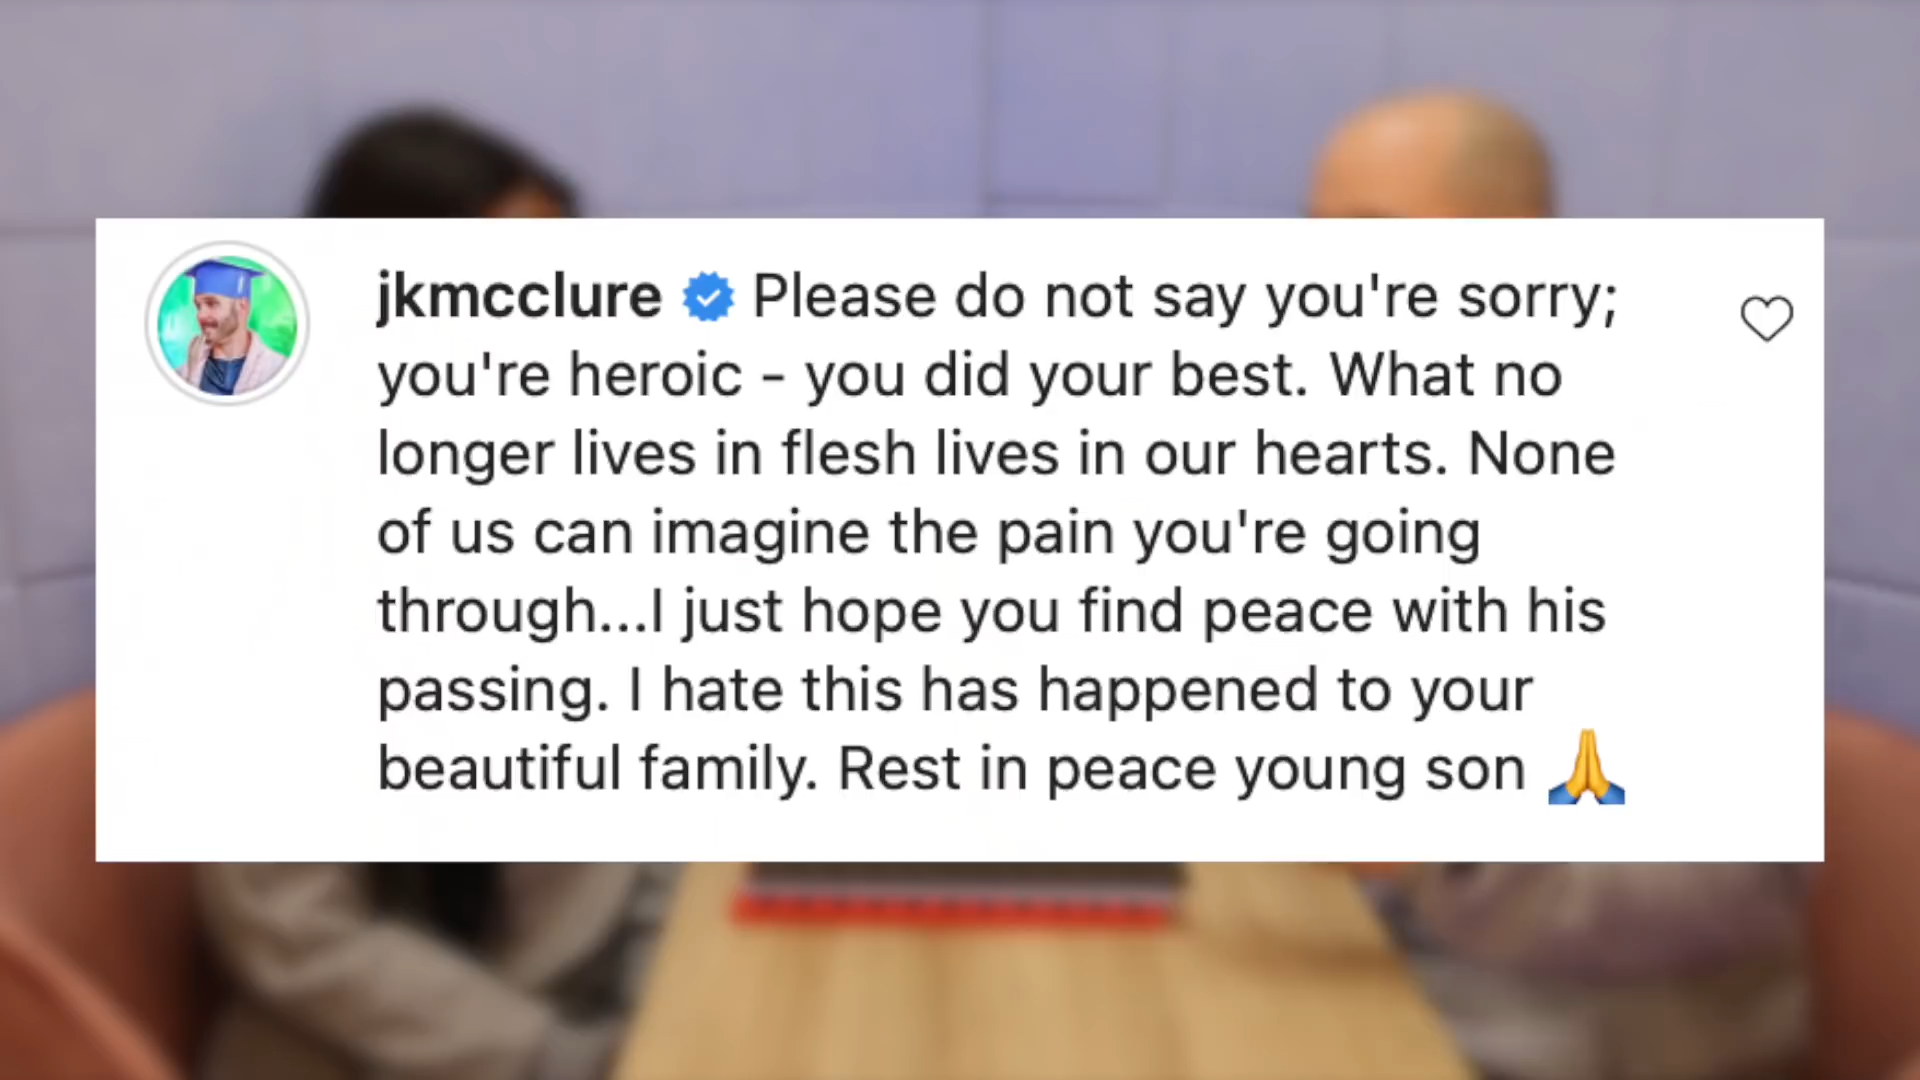 jkmcclure Please do not say you're sorry;
you're heroic - you did your best. What no
longer lives in flesh lives in our hearts. None
of us can imagine the pain you're going
through...I just hope you find peace with his
passing. I hate this has happened to your
beautiful family. Rest in peace young son 🙏